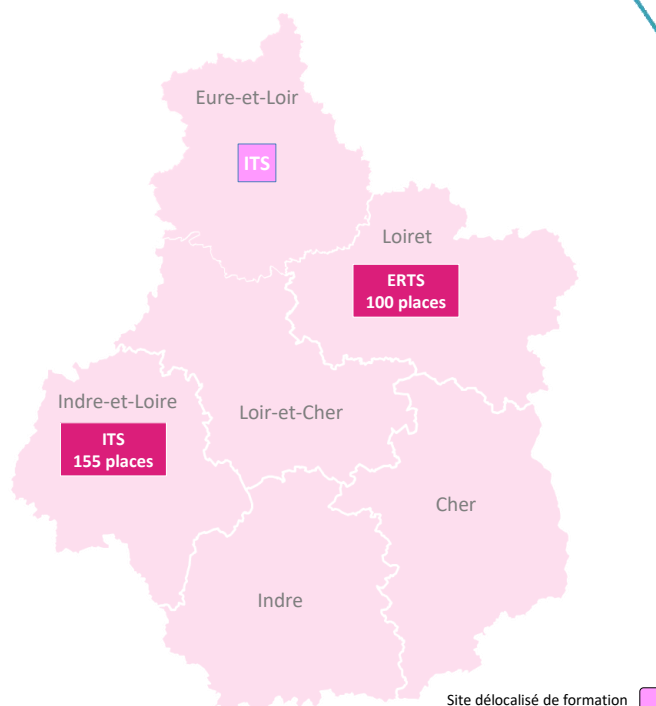 Eure-et-Loir
ITS
Loiret
ERTS
100 places
Indre-et-Loire
ITS
155 places
Loir-et-Cher
Cher
Indre
Site délocalisé de formation